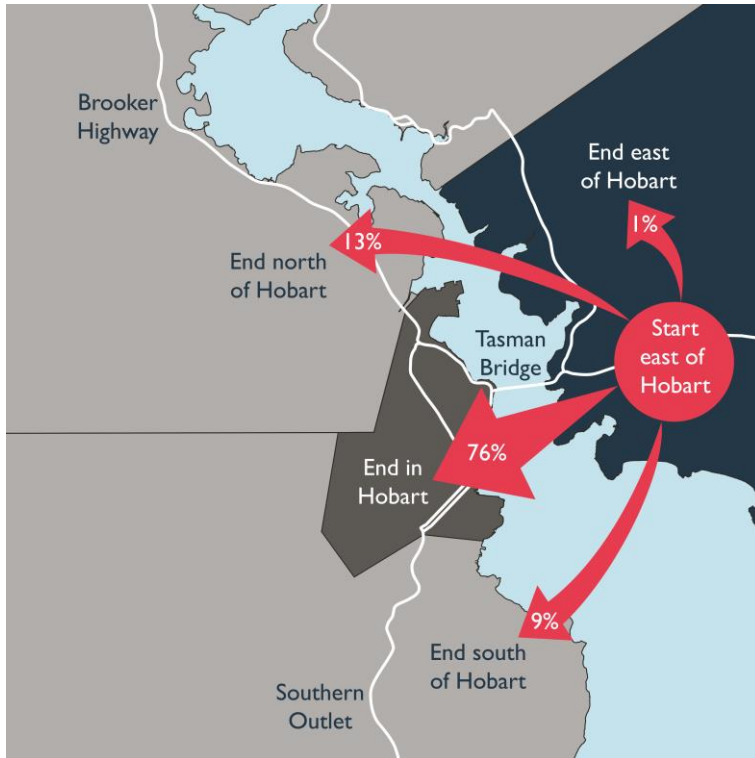 Brooker
Highway
End east
of Hobart
1%
13%
End north
of Hobart
Start
east of
Hobart
Tasman
Bridge
76%
End in
Hobart
9%
End south
of Hobart
Southern
Outlet